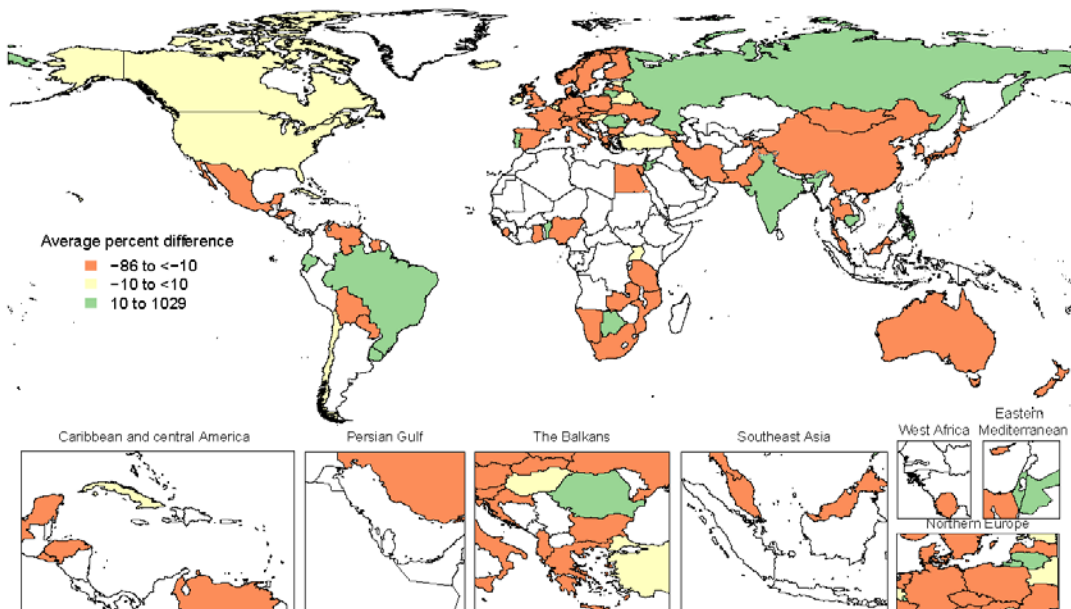 Average percent difference
−86 to <−10
−10 to <10
10 to 1029
Caribbean and central America
Persian Gulf
The Balkans
Southeast Asia
West Africa
Eastern
Mediterranean
Northern Europe